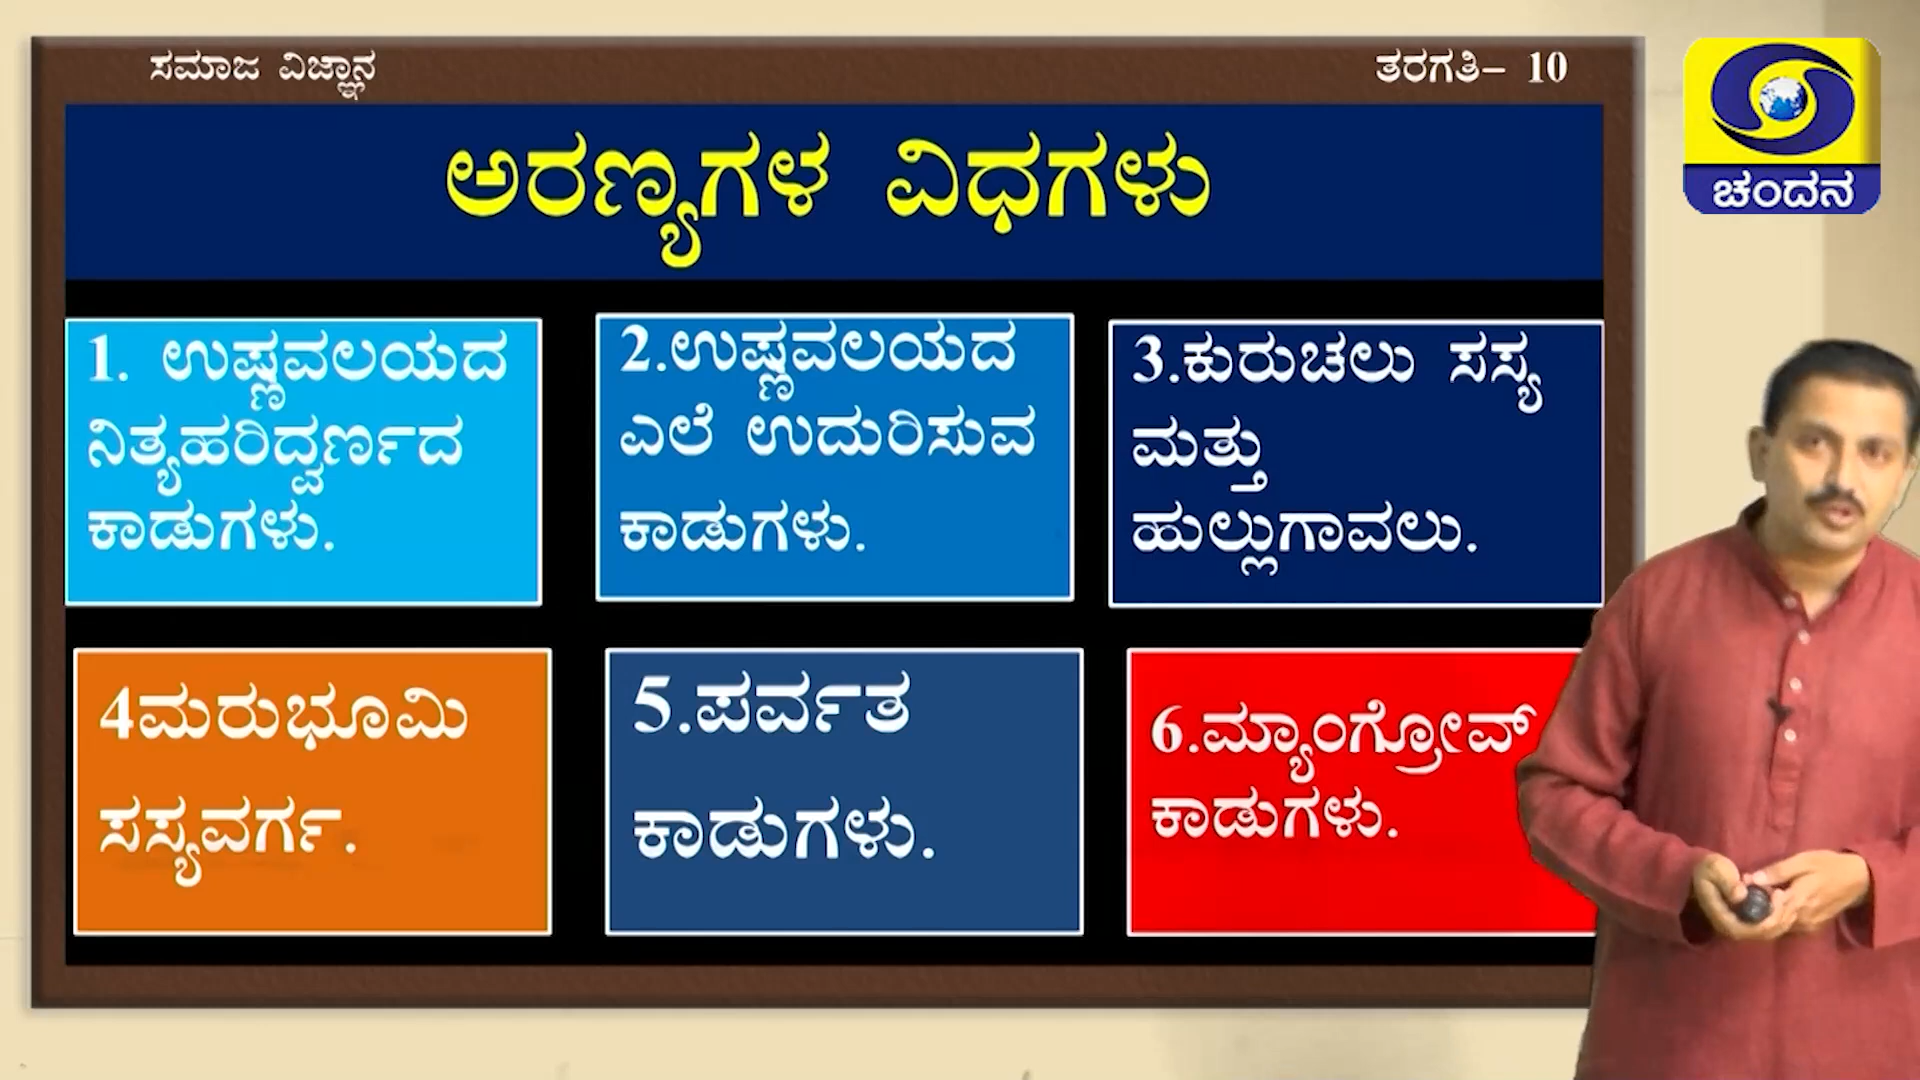 ಸಮಾಜ ವಿಜ್ಞಾನ
ತರಗತಿ– 10
ಅರಣ್ಯಗಳ ವಿಧಗಳು
1. ಉಷ್ಣವಲಯದ
ನಿತ್ಯಹರಿದ್ವರ್ಣದ
ಕಾಡುಗಳು.
2.ಉಷ್ಣವಲಯದ
ಎಲೆ ಉದುರಿಸುವ
ಕಾಡುಗಳು.
3.ಕುರುಚಲು ಸಸ್ಯ
ಮತ್ತು
ಹುಲ್ಲುಗಾವಲು.
4ಮರುಭೂಮಿ
ಸಸ್ಯವರ್ಗ.
5.ಪರ್ವತ
ಕಾಡುಗಳು.
6.ಮ್ಯಾಂಗ್ರೋವ್
ಕಾಡುಗಳು.
ಚಂದನ